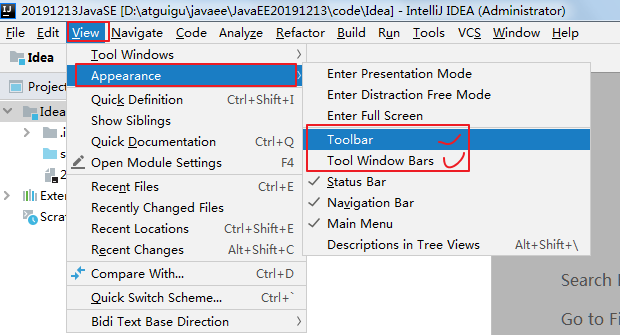 20191213JavaSE [D:\atguigu\javaee\JavaEE20191213\code\Idea] - IntelliJ IDEA (Administrator)
File Edit View Navigate Code Analyze Refactor Build Run Tools VCS Window Help
Idea
Project
Idea
.i
s
2
Exter
Scrat
Tool Windows
Appearance
Quick Definition Ctrl+Shift+I
Show Siblings
Quick Documentation Ctrl+Q
Open Module Settings F4
Recent Files Ctrl+E
Recently Changed Files
Recent Locations Ctrl+Shift+E
Recent Changes Alt+Shift+C
Compare With... Ctrl+D
Quick Switch Scheme... Ctrl+`
Bidi Text Base Direction
Enter Presentation Mode
Enter Distraction Free Mode
Enter Full Screen
Toolbar
Tool Window Bars
Status Bar
Navigation Bar
Main Menu
Descriptions in Tree Views Alt+Shift+\
Search
Go to Fi